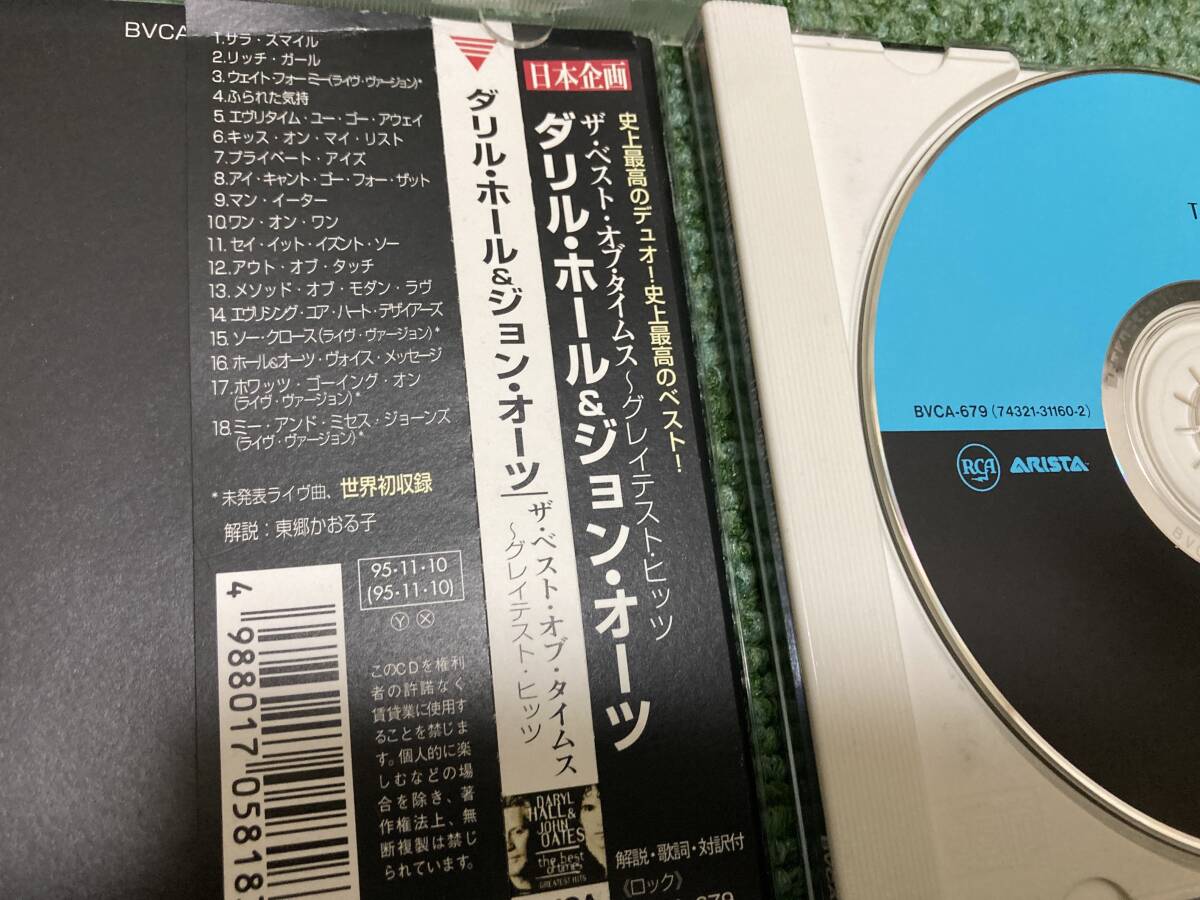 BVCA
1.サラ・スマイル
2.リッチ・ガール
3.ウェイトフォーミー(ライヴ・ヴァージョン)*
4.ふられた気持
5.エヴリタイム・ユー・ゴー・アウェイ
6.キッス・オン・マイ・リスト
7.プライベート・アイズ
8.アイ・キャント・ゴー・フォー・ザット
9.マン・イーター
10.ワン・オン・ワン
11.セイ・イット・イズント・ソー
12.アウト・オブ・タッチ
13.メソッド・オブ・モダン・ラヴ
14.エヴリシング・ユア・ハート・デザイアーズ
15.ソー・クロース(ライヴ・ヴァージョン)*
16.ホール&オーツ・ヴォイス・メッセージ
17.ホワッツ・ゴーイング・オン
(ライヴ・ヴァージョン)*
18.ミー・アンド・ミセス・ジョーンズ
(ライヴ・ヴァージョン)*
*未発表ライヴ曲、世界初収録
解説:東郷かおる子
95・11・10
(95・11・10)
Ⓨ Ⓧ
このCDを権利
者の許諾なく
賃貸業に使用す
ることを禁じま
す。個人的に楽
しむなどの場
合を除き、著
作権法上、無
断複製は禁じ
られています。
4 988017 05818
ダリル・ホール&ジョン・オーツ
ザ・ベスト・オブ・タイムス
~グレイテスト・ヒッツ
DARYL
HALL &
JOHN
OATES
the best
of times
GREATEST HITS
日本企画
史上最高のデュオ!史上最高のベスト!
ザ・ベスト・オブ・タイムス~グレイテスト・ヒッツ
ダリル・ホール&ジョン・オーツ
解説・歌詞・対訳付
《ロック》
BVCA-679 (74321-31160-2)
RCA
ARISTA